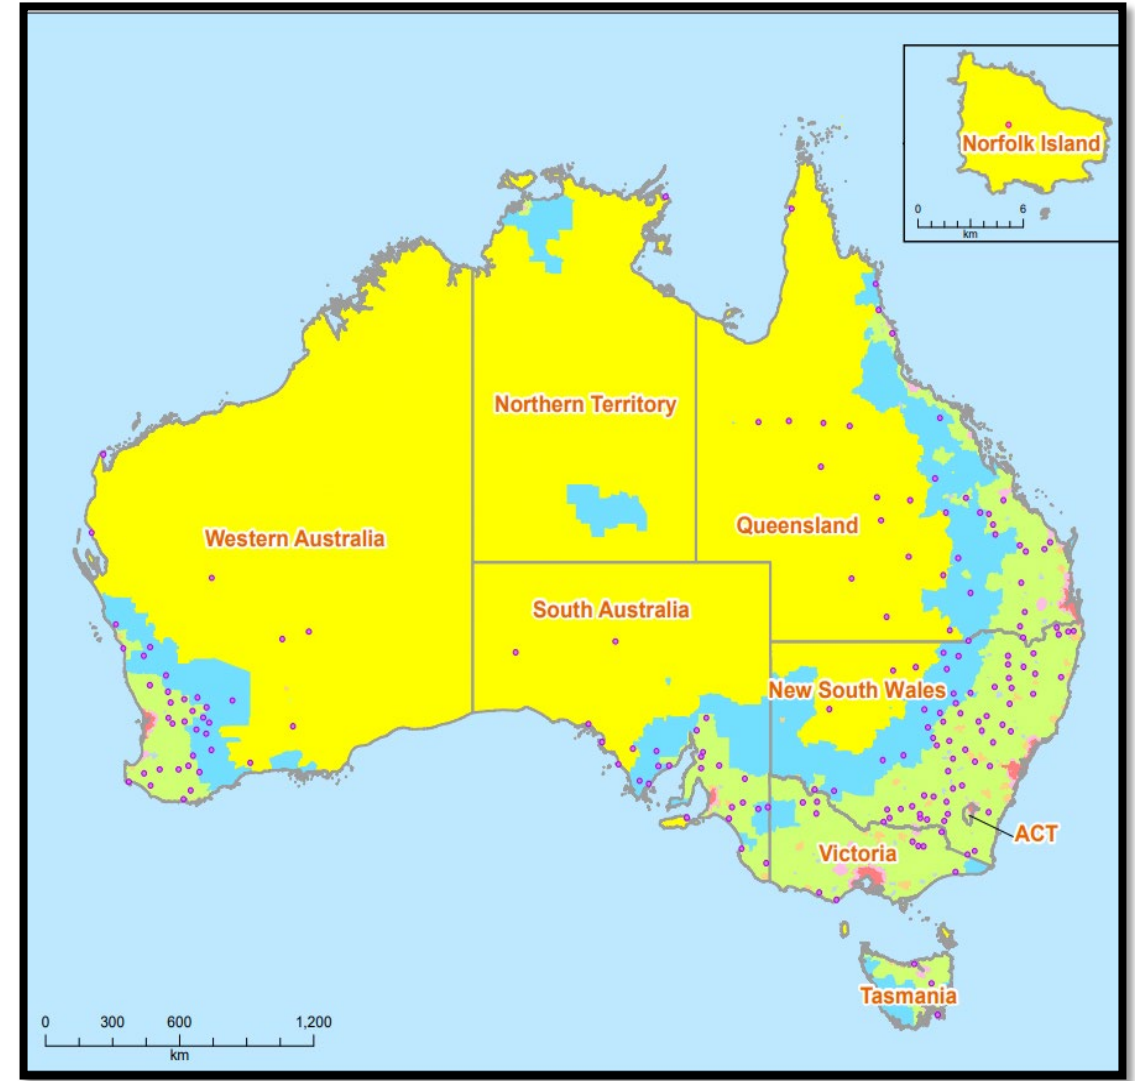 Norfolk Island
0 6
km
Northern Territory
Western Australia
Queensland
South Australia
New South Wales
ACT
Victoria
Tasmania
0 300 600 1,200
km